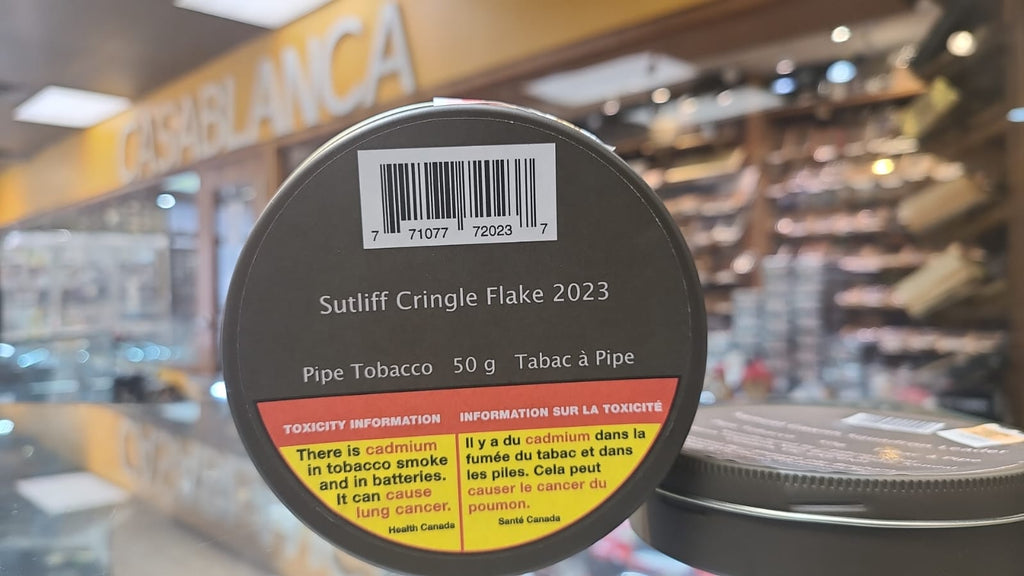 CASABLANCA
7 71077 72023 7
Sutliff Cringle Flake 2023
Pipe Tobacco 50 g Tabac à Pipe
TOXICITY INFORMATION
There is cadmium
in tobacco smoke
and in batteries.
It can cause
lung cancer.
Health Canada
INFORMATION SUR LA TOXICITÉ
Il y a du cadmium dans la
fumée du tabac et dans
les piles. Cela peut
causer le cancer du
poumon.
Santé Canada